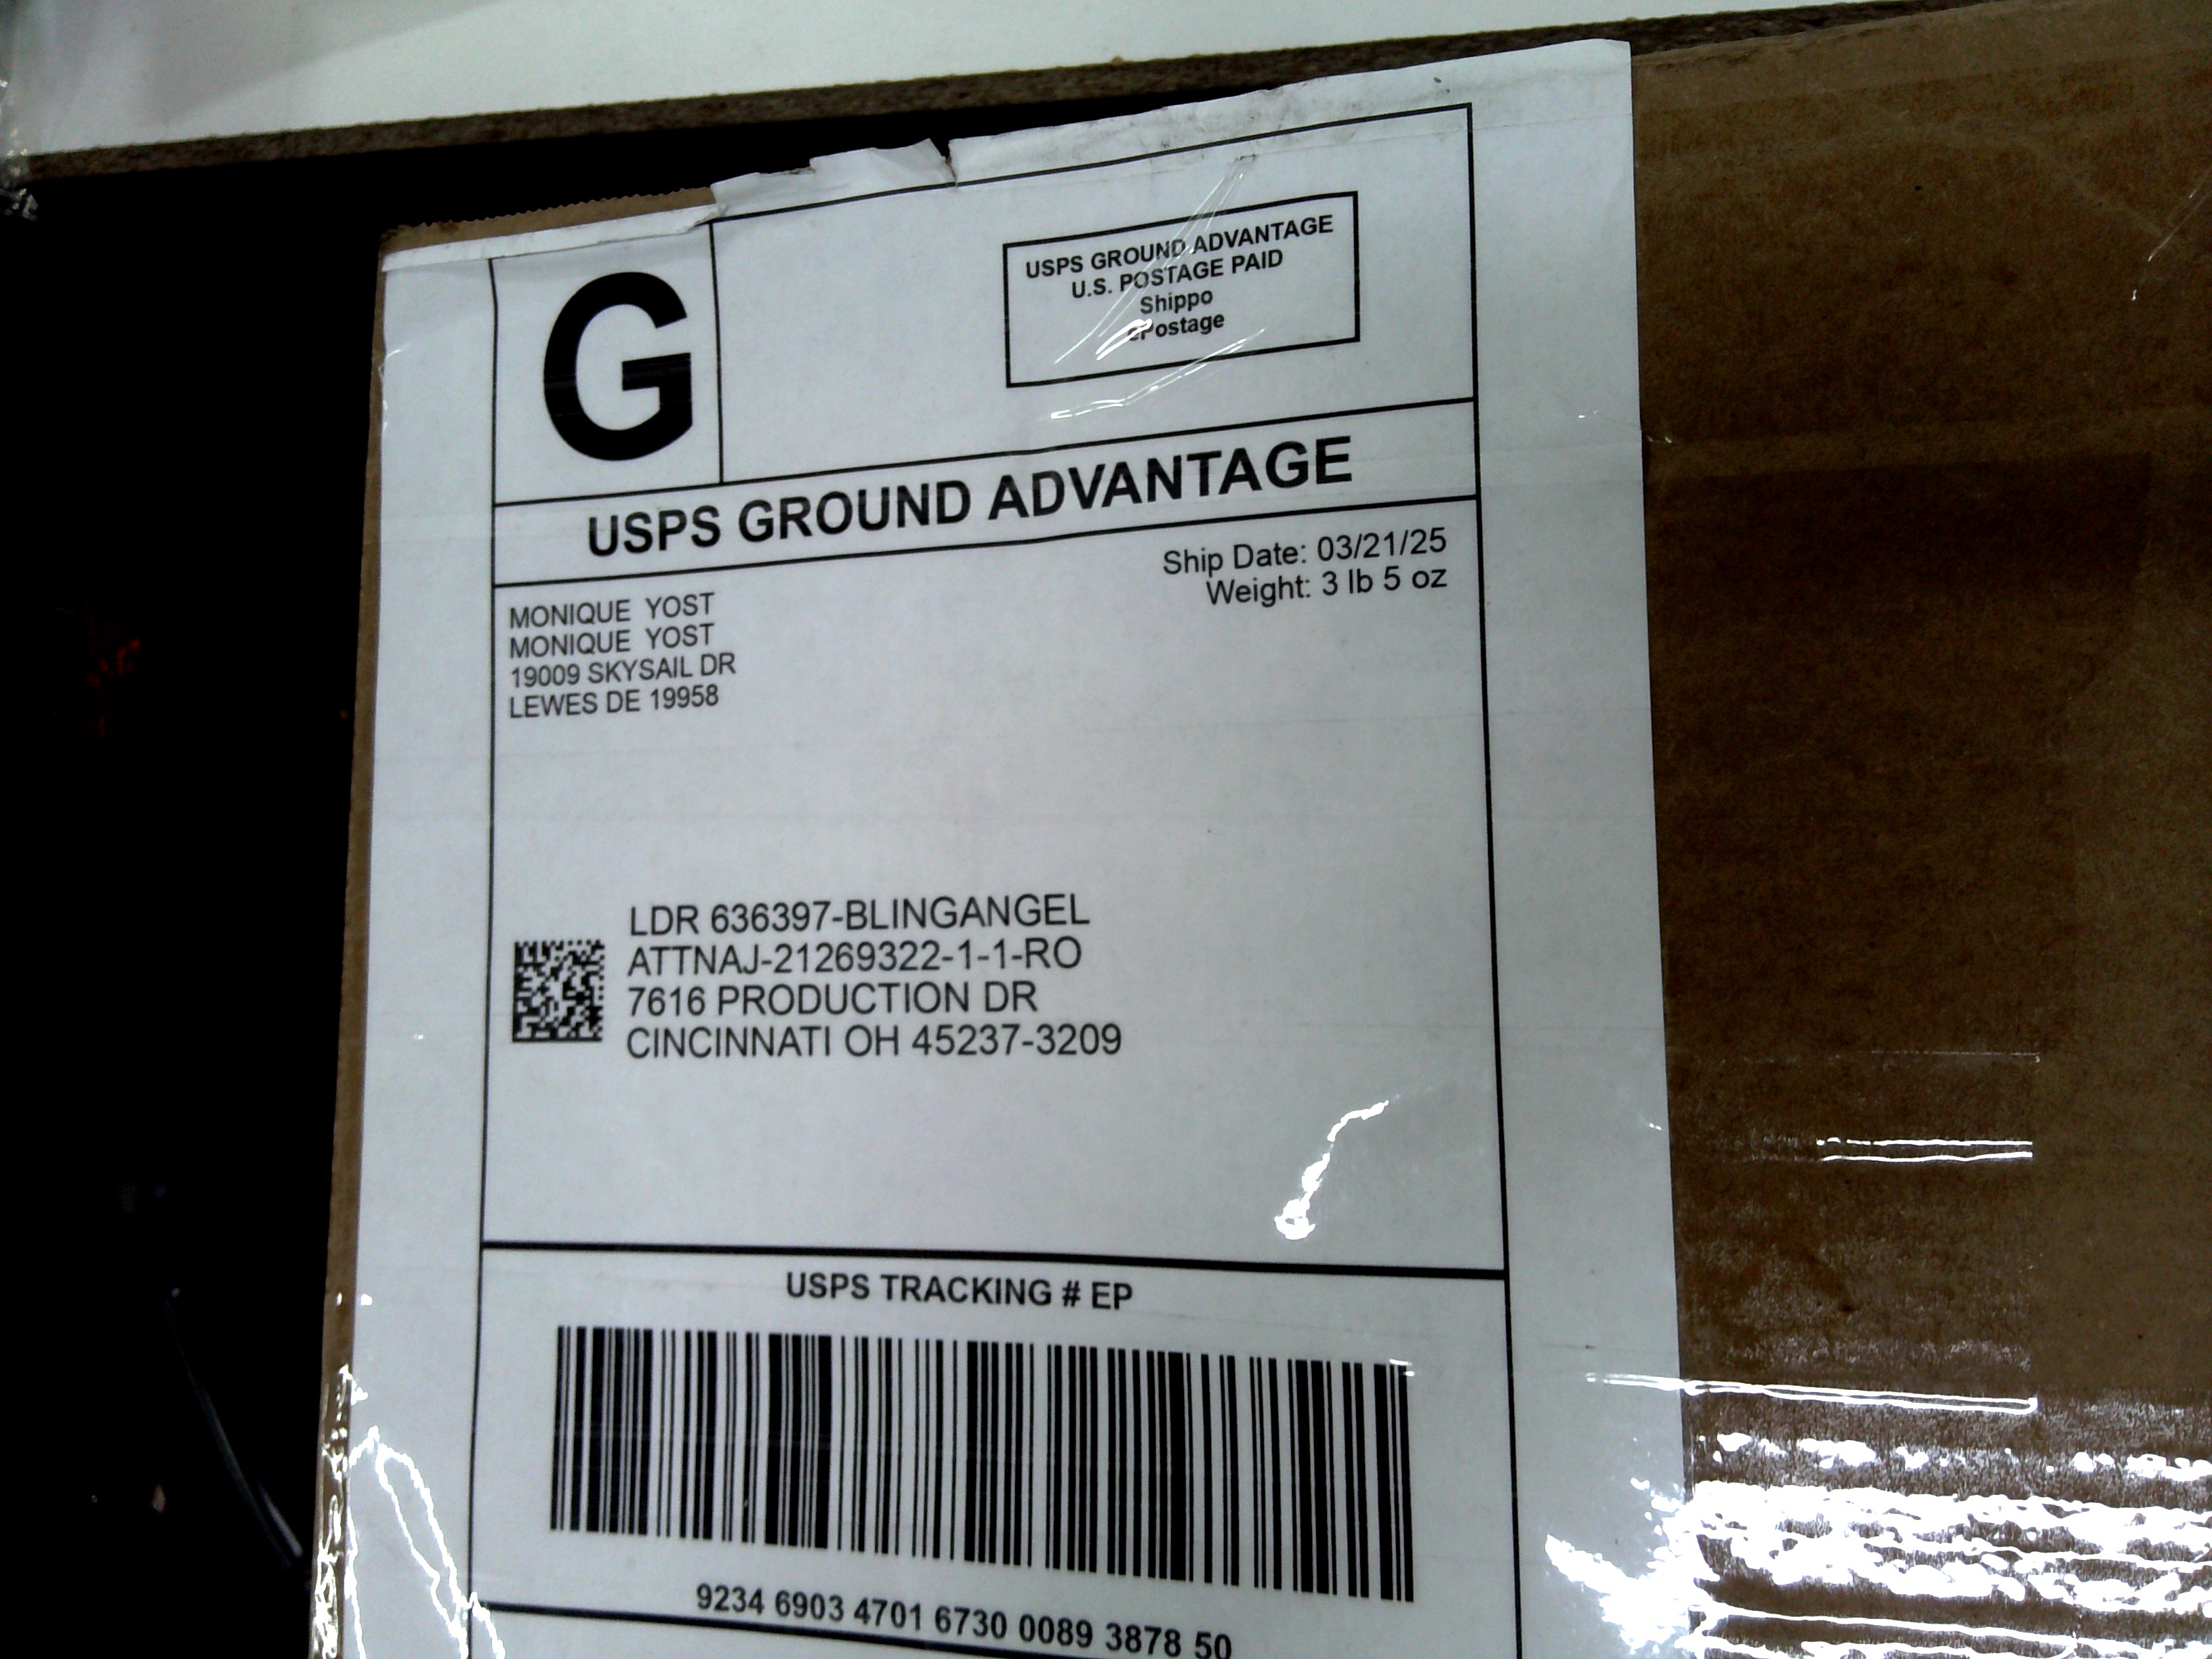 G
USPS GROUND ADVANTAGE
U.S. POSTAGE PAID
Shippo
ePostage
USPS GROUND ADVANTAGE
Ship Date: 03/21/25
Weight: 3 lb 5 oz
MONIQUE YOST
MONIQUE YOST
19009 SKYSAIL DR
LEWES DE 19958
LDR 636397-BLINGANGEL
ATTNAJ-21269322-1-1-RO
7616 PRODUCTION DR
CINCINNATI OH 45237-3209
USPS TRACKING # EP
9234 6903 4701 6730 0089 3878 50